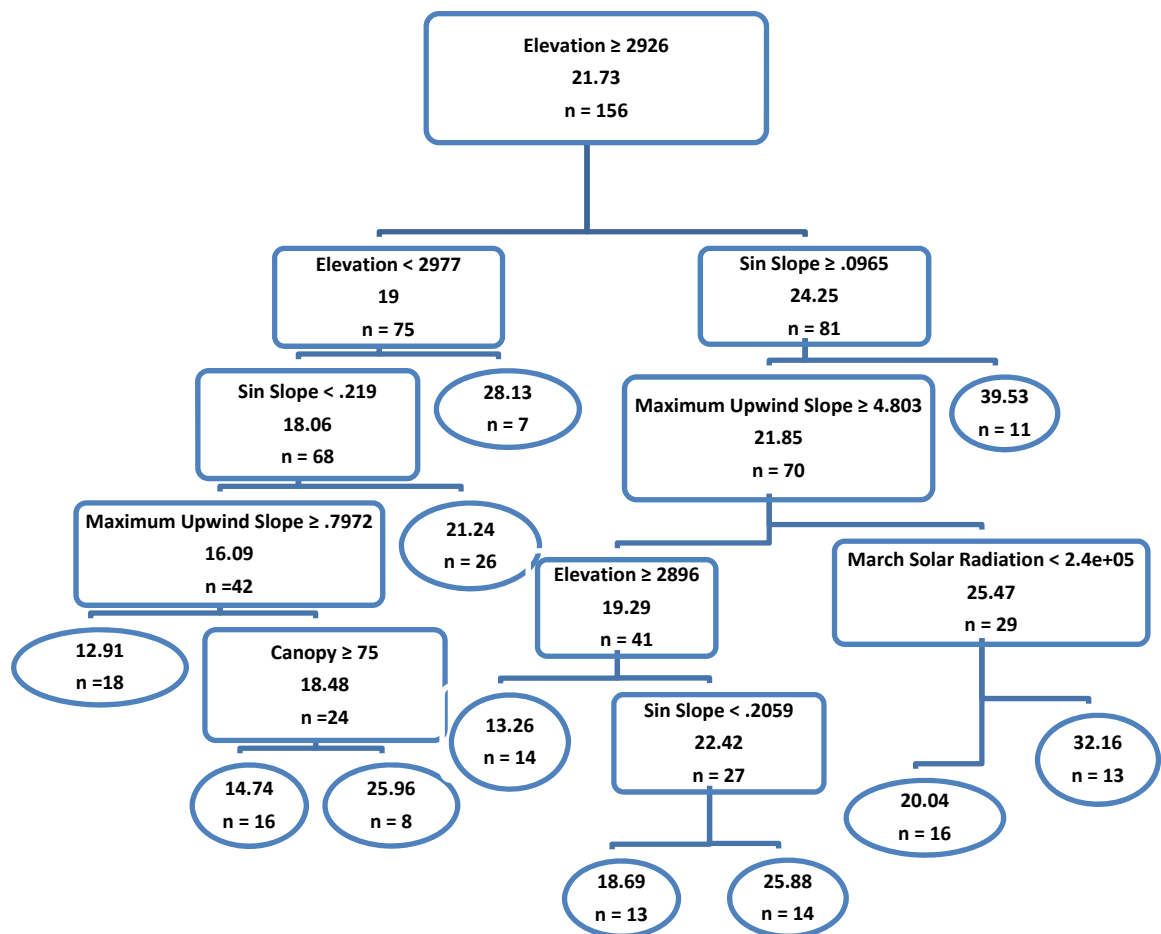 Elevation ≥ 2926
21.73
n = 156
Elevation < 2977
19
n = 75
Sin Slope ≥ .0965
24.25
n = 81
Sin Slope < .219
18.06
n = 68
28.13
n = 7
Maximum Upwind Slope ≥ 4.803
21.85
n = 70
39.53
n = 11
Maximum Upwind Slope ≥ .7972
16.09
n =42
21.24
n = 26
Elevation ≥ 2896
19.29
n = 41
March Solar Radiation < 2.4e+05
25.47
n = 29
12.91
n =18
Canopy ≥ 75
18.48
n =24
13.26
n = 14
Sin Slope < .2059
22.42
n = 27
32.16
n = 13
14.74
n = 16
25.96
n = 8
20.04
n = 16
18.69
n = 13
25.88
n = 14